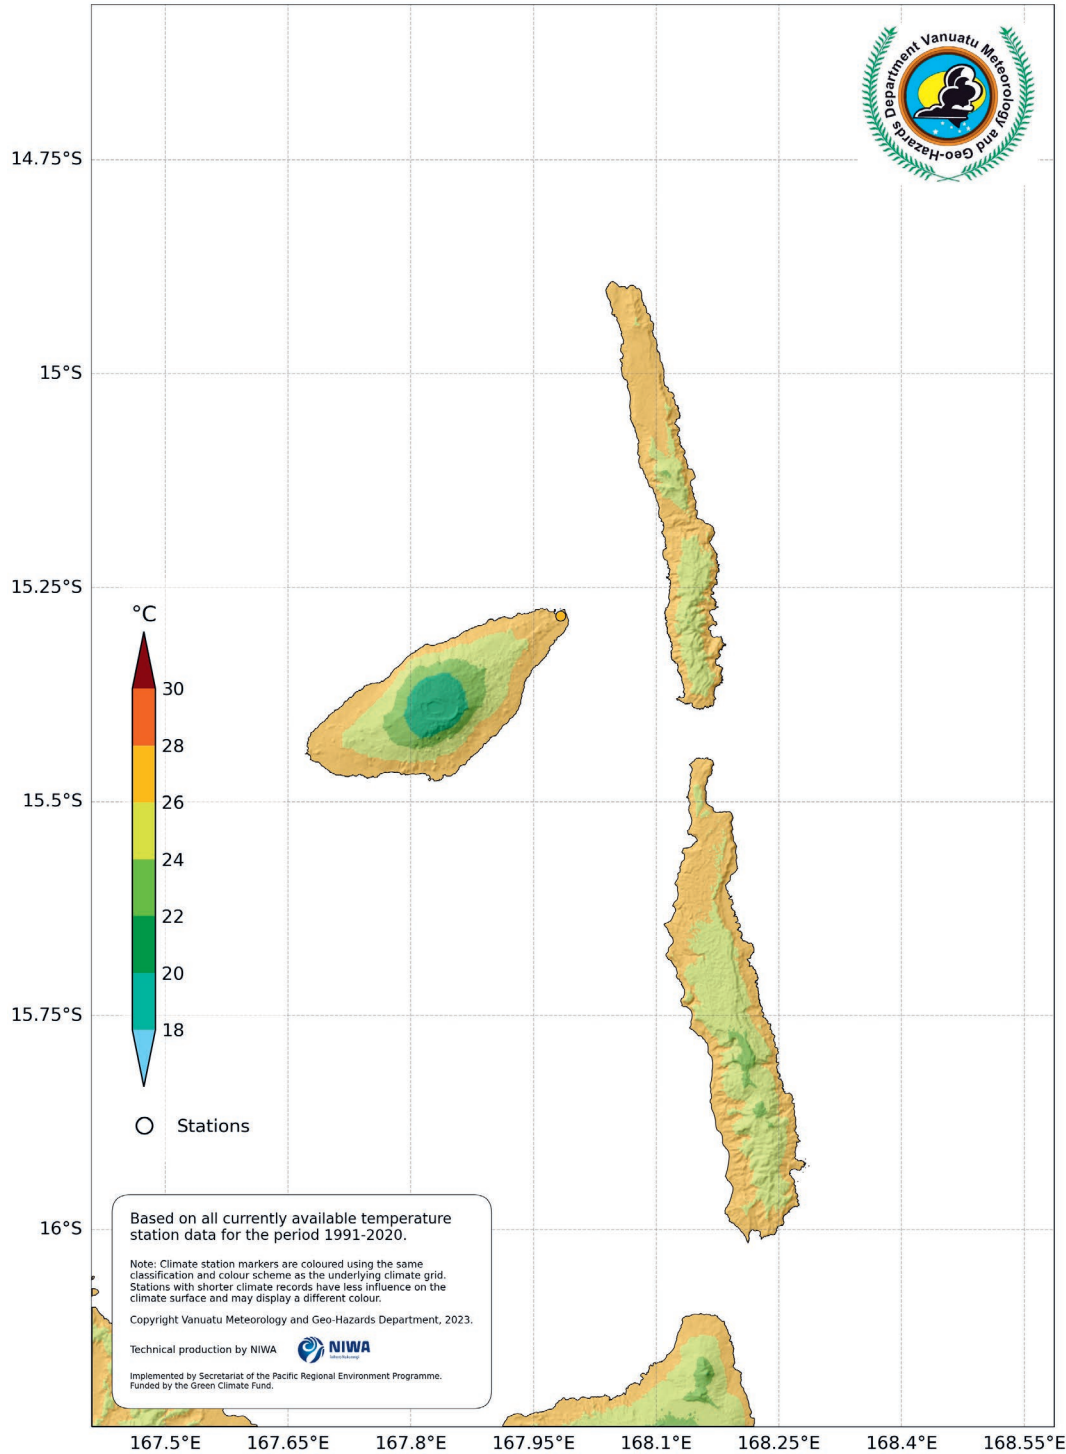 Vanuatu Meteorology and Geo-Hazards Department
14.75°S
15°S
15.25°S
°C
30
28
15.5°S
26
24
22
20
15.75°S
18
Stations
16°S
Based on all currently available temperature
station data for the period 1991-2020.
Note: Climate station markers are coloured using the same
classification and colour scheme as the underlying climate grid.
Stations with shorter climate records have less influence on the
climate surface and may display a different colour.
Copyright Vanuatu Meteorology and Geo-Hazards Department, 2023.
Technical production by NIWA
NIWA
Implemented by Secretariat of the Pacific Regional Environment Programme.
Funded by the Green Climate Fund.
167.5°E 167.65°E 167.8°E 167.95°E 168.1°E 168.25°E 168.4°E 168.55°E